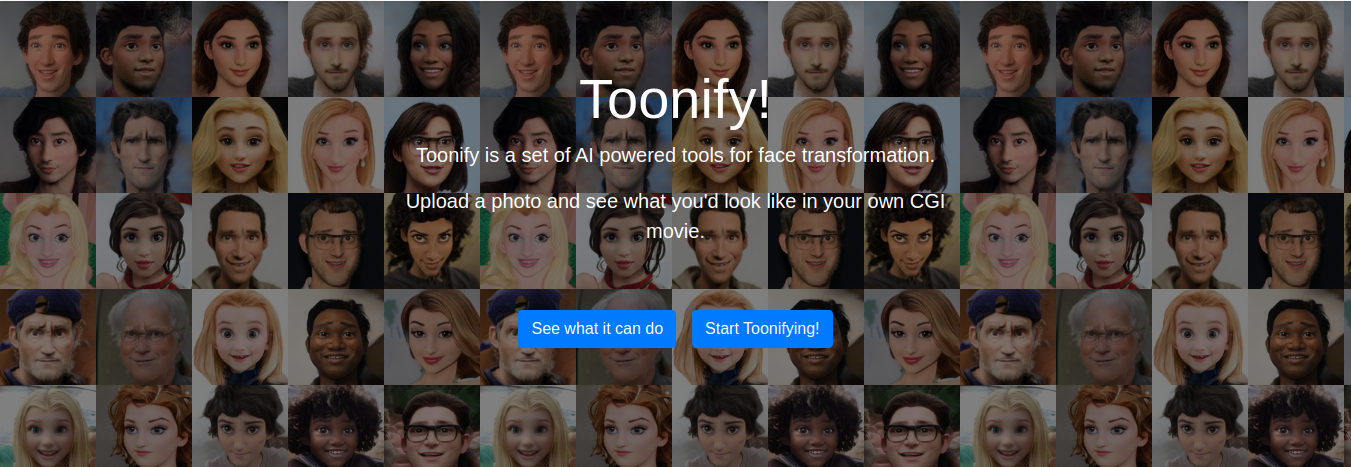 Toonify!
Toonify is a set of AI powered tools for face transformation.
Upload a photo and see what you'd look like in your own CGI
movie.
See what it can do
Start Toonifying!